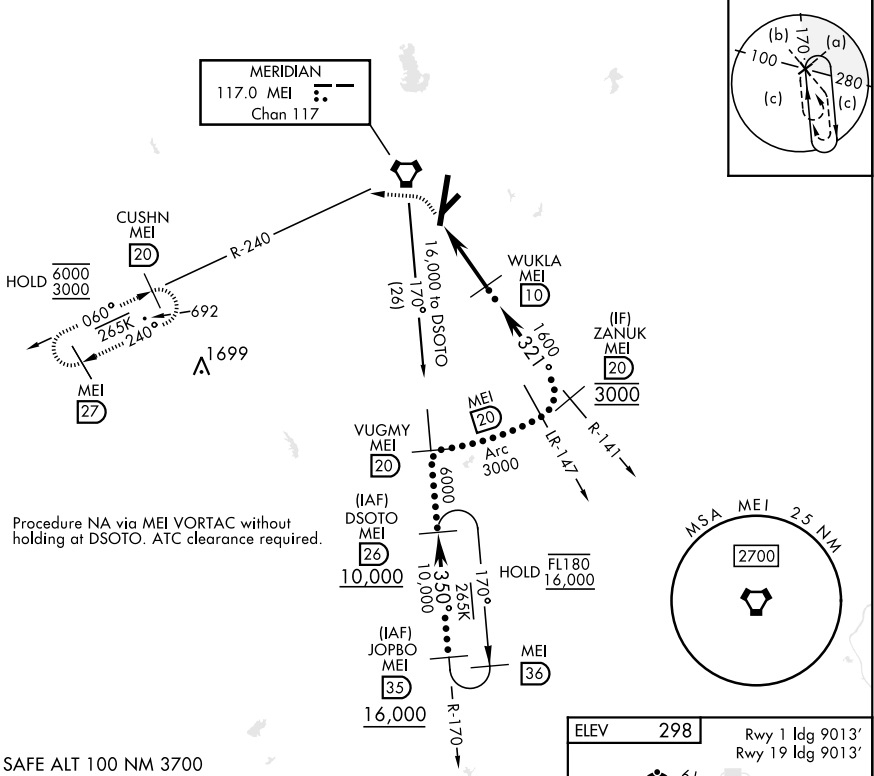 (b)
170
(a)
100
280
(c)
(c)
MERIDIAN
117.0 MEI
Chan 117
CUSHN
MEI
20
R-240
HOLD 6000
3000
060°
265K
240°
692
MEI
27
1699
16,000 to DSOTO
170°
(26)
WUKLA
MEI
10
1600
321°
(IF)
ZANUK
MEI
20
3000
MEI
20
Arc
3000
LR-147
R-141
VUGMY
MEI
20
6000
Procedure NA via MEI VORTAC without
holding at DSOTO. ATC clearance required.
(IAF)
DSOTO
MEI
26
10,000
350°
10,000
265K
170°
HOLD FL180
16,000
(IAF)
JOPBO
MEI
35
16,000
MEI
36
R-170
MSA MEI 25 NM
2700
SAFE ALT 100 NM 3700
ELEV 298
Rwy 1 ldg 9013'
Rwy 19 ldg 9013'